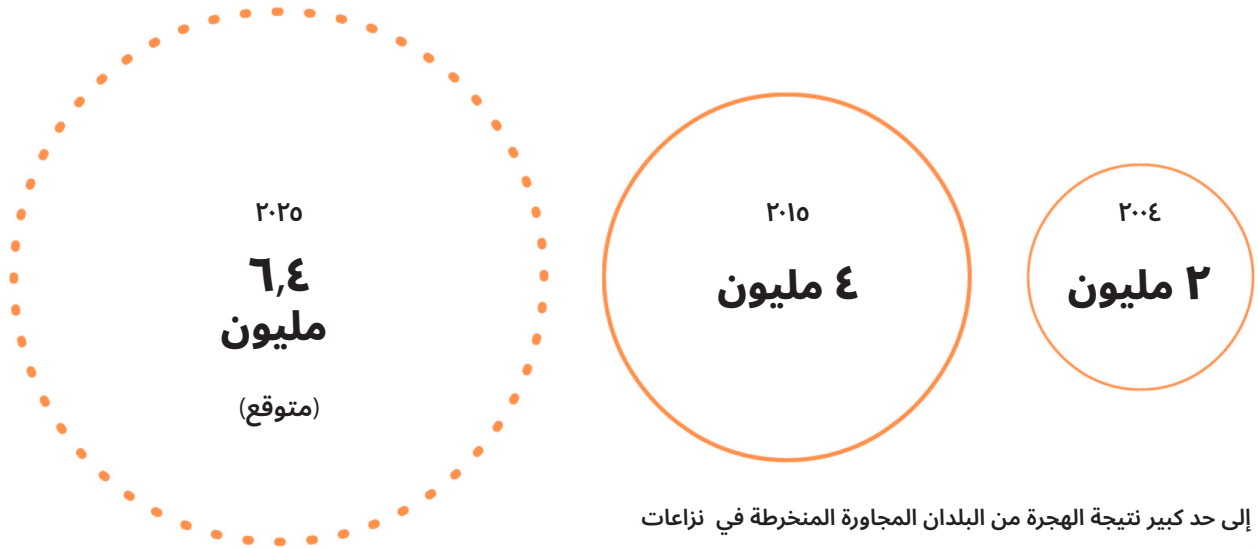 ٢٠٠٤
٢ مليون
٢٠١٥
٤ مليون
٢٠٢٥
٦,٤
مليون
(متوقع)
إلى حد كبير نتيجة الهجرة من البلدان المجاورة المنخرطة في نزاعات